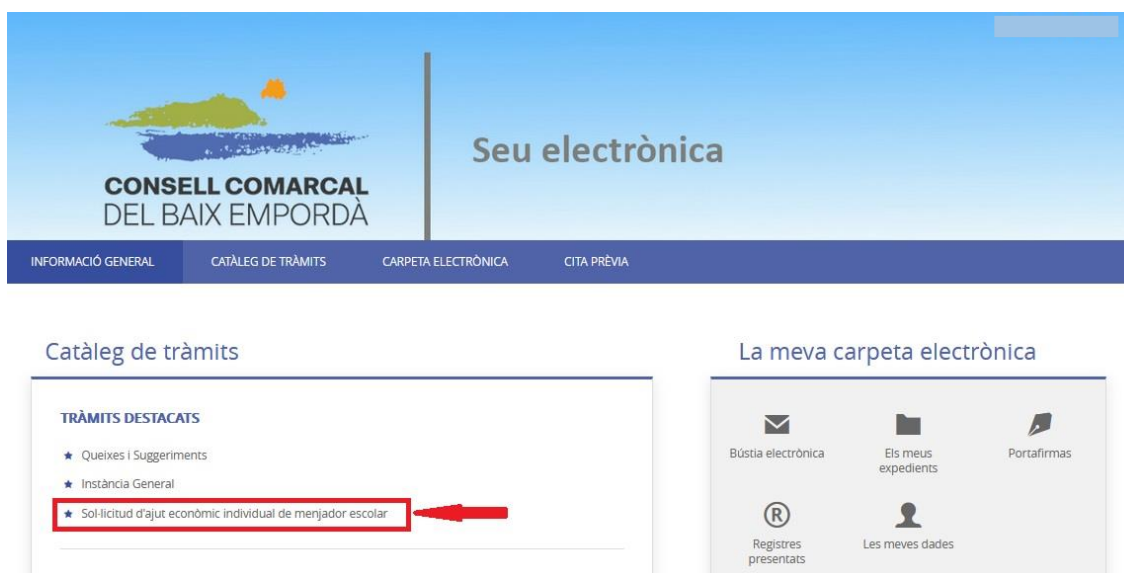 CONSELL COMARCAL
DEL BAIX EMPORDÀ
Seu electrònica
INFORMACIÓ GENERAL
CATÀLEG DE TRÀMITS
CARPETA ELECTRÒNICA
CITA PRÈVIA
Catàleg de tràmits
TRÀMITS DESTACATS
Queixes i Suggeriments
Instància General
Sol·licitud d'ajut econòmic individual de menjador escolar
La meva carpeta electrònica
Bústia electrònica
Els meus
expedients
Portafirmas
®
Registres
presentats
Les meves dades